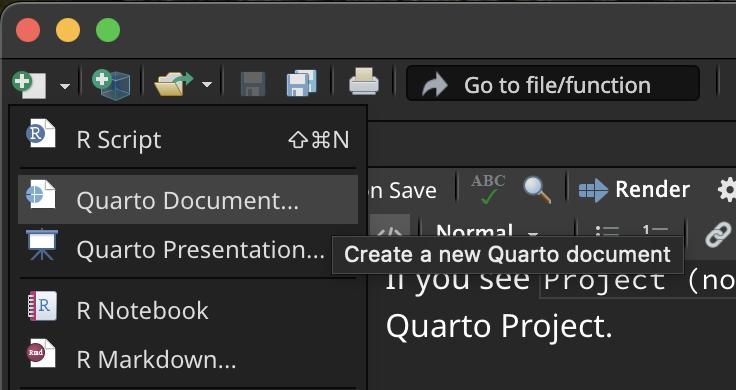 Go to file/function
R Script ⇧⌘N
on Save
ABC
Render
Quarto Document...
Normal
Quarto Presentation...
Create a new Quarto document
If you see Project (no
R Notebook
Quarto Project.
R Markdown...